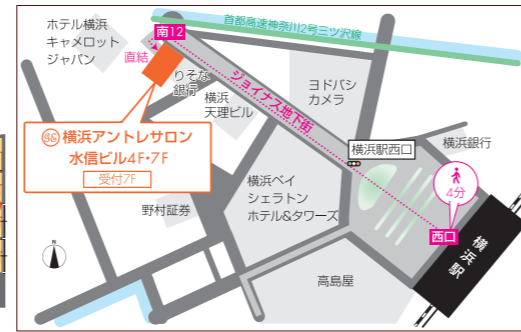 ホテル横浜
キャメロット
ジャパン
南12
首都高速神奈川2号三ツ沢線
直結
りそな
銀行
横浜
天理ビル
ジョイナス地下街
ヨドバシ
カメラ
㊻横浜アントレサロン
水信ビル4F・7F
受付7F
横浜駅西口
横浜銀行
4分
野村証券
横浜ベイ
シェラトン
ホテル&タワーズ
西口
横浜駅
高島屋
N